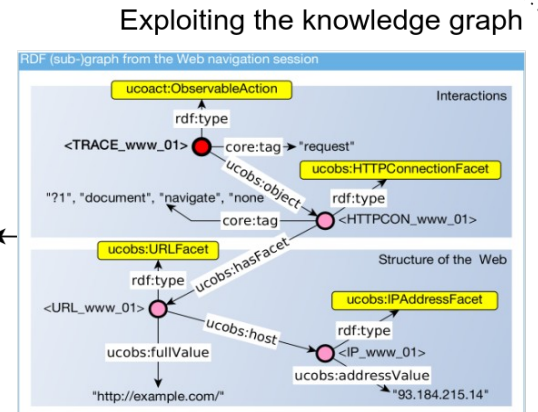 Exploiting the knowledge graph
RDF (sub-)graph from the Web navigation session
ucoact:ObservableAction
Interactions
rdf:type
<TRACE_www_01>
core:tag
"request"
ucobs:object
ucobs:HTTPConnectionFacet
"?1", "document", "navigate", "none
rdf:type
core:tag
<HTTPCON_www_01>
ucobs:hasFacet
ucobs:URLFacet
Structure of the Web
rdf:type
ucobs:IPAddressFacet
<URL_www_01>
ucobs:host
rdf:type
ucobs:fullValue
<IP_www_01>
ucobs:addressValue
"http://example.com/"
"93.184.215.14"